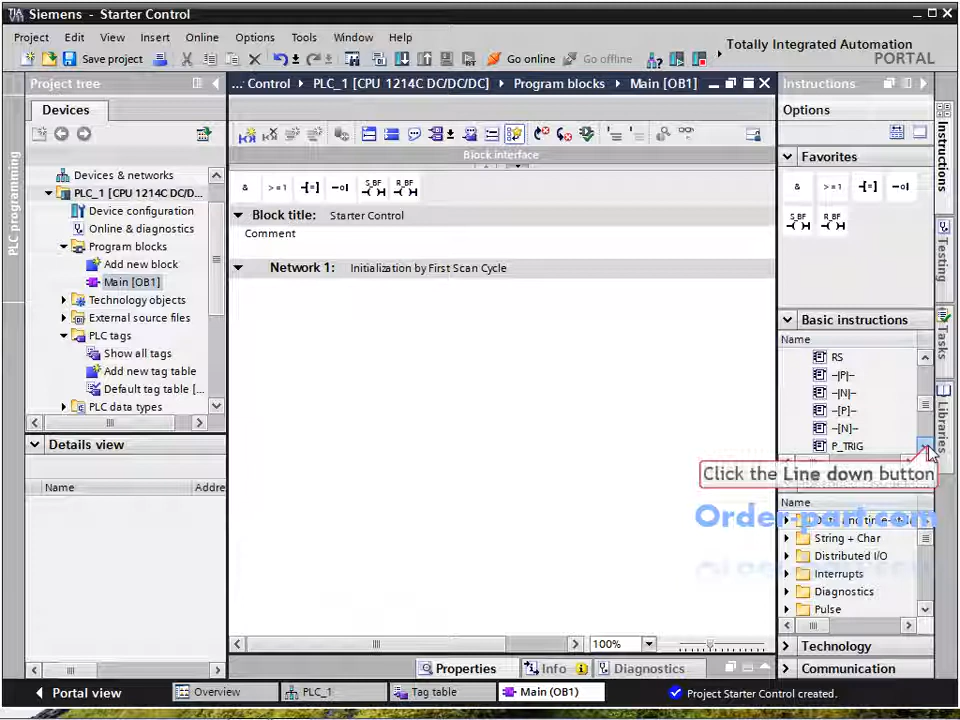 Siemens - Starter Control
Project Edit View Insert Online Options Tools Window Help
Totally Integrated Automation
PORTAL
Save project
Go online
Go offline
Project tree
... Control PLC_1 [CPU 1214C DC/DC/DC] Program blocks Main [OB1]
Instructions
Devices
Options
Block interface
PLC programming
Devices & networks
PLC_1 [CPU 1214C DC/D...
Device configuration
Online & diagnostics
Program blocks
Add new block
Main [OB1]
Technology objects
External source files
PLC tags
Show all tags
Add new tag table
Default tag table [...
PLC data types
& >=1 -[=] -o| S_BF R_BF
Block title: Starter Control
Comment
Network 1: Initialization by First Scan Cycle
Favorites
& >=1 -[=] -o|
S_BF R_BF
Basic instructions
Name
RS
-|P|-
-|N|-
-[P]-
-[N]-
P_TRIG
Click the Line down button
Order-part.com
Name
String + Char
Distributed I/O
Interrupts
Diagnostics
Pulse
Technology
Communication
Instructions
Testing
Tasks
Libraries
Details view
Name Addre
100%
Properties Info Diagnostics
Portal view Overview PLC_1 Tag table Main (OB1) Project Starter Control created.